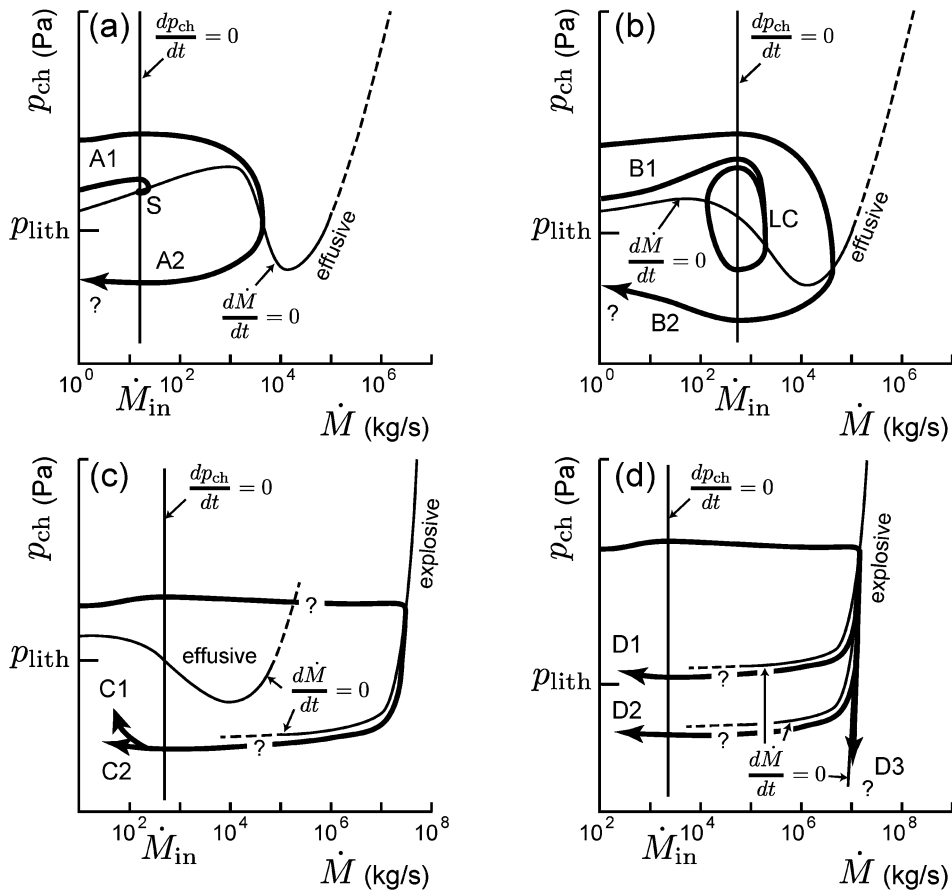 (a)
p_ch (Pa)
dp_ch/dt = 0
A1
S
p_lith
A2
?
dṀ/dt = 0
effusive
10^0 10^2 10^4 10^6
Ṁ_in
Ṁ (kg/s)
(b)
p_ch (Pa)
dp_ch/dt = 0
B1
LC
p_lith
dṀ/dt = 0
effusive
?
B2
10^0 10^2 10^4 10^6
Ṁ_in
Ṁ (kg/s)
(c)
p_ch (Pa)
dp_ch/dt = 0
explosive
?
effusive
p_lith
dṀ/dt = 0
C1
?
C2
10^2 10^4 10^6 10^8
Ṁ_in
Ṁ (kg/s)
(d)
p_ch (Pa)
dp_ch/dt = 0
explosive
D1
?
p_lith
D2
?
dṀ/dt = 0
D3
?
10^0 10^2 10^4 10^6
Ṁ_in
Ṁ (kg/s)